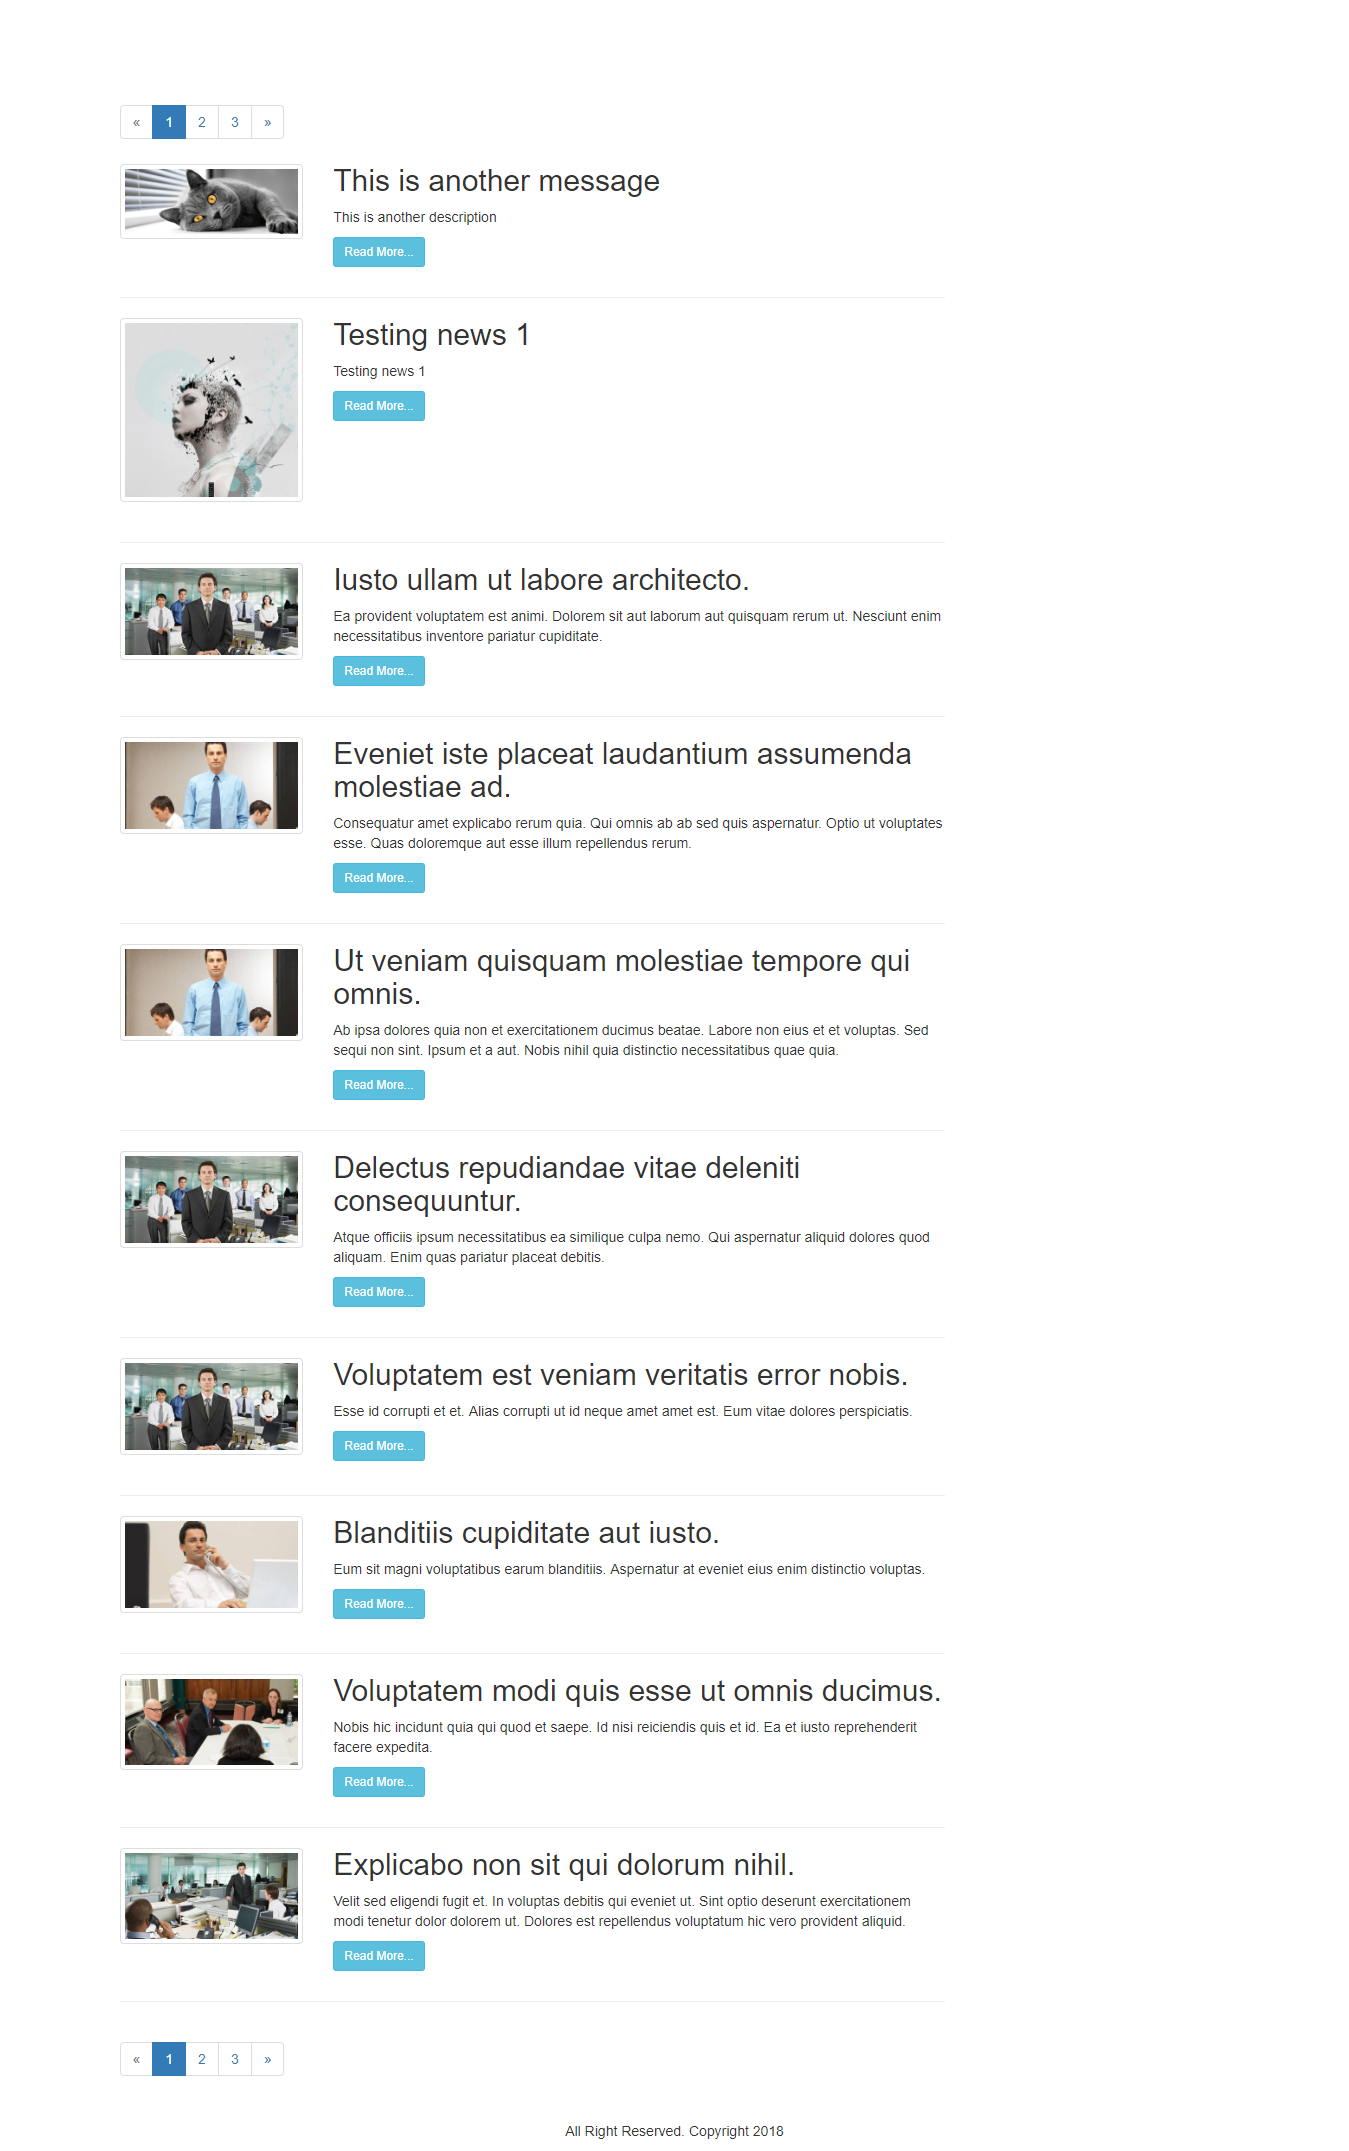 « 1 2 3 »
This is another message
This is another description
Read More...
Testing news 1
Testing news 1
Read More...
Iusto ullam ut labore architecto.
Ea provident voluptatem est animi. Dolorem sit aut laborum aut quisquam rerum ut. Nesciunt enim
necessitatibus inventore pariatur cupiditate.
Read More...
Eveniet iste placeat laudantium assumenda
molestiae ad.
Consequatur amet explicabo rerum quia. Qui omnis ab ab sed quis aspernatur. Optio ut voluptates
esse. Quas doloremque aut esse illum repellendus rerum.
Read More...
Ut veniam quisquam molestiae tempore qui
omnis.
Ab ipsa dolores quia non et exercitationem ducimus beatae. Labore non eius et et voluptas. Sed
sequi non sint. Ipsum et a aut. Nobis nihil quia distinctio necessitatibus quae quia.
Read More...
Delectus repudiandae vitae deleniti
consequuntur.
Atque officiis ipsum necessitatibus ea similique culpa nemo. Qui aspernatur aliquid dolores quod
aliquam. Enim quas pariatur placeat debitis.
Read More...
Voluptatem est veniam veritatis error nobis.
Esse id corrupti et et. Alias corrupti ut id neque amet amet est. Eum vitae dolores perspiciatis.
Read More...
Blanditiis cupiditate aut iusto.
Eum sit magni voluptatibus earum blanditiis. Aspernatur at eveniet eius enim distinctio voluptas.
Read More...
Voluptatem modi quis esse ut omnis ducimus.
Nobis hic incidunt quia qui quod et saepe. Id nisi reiciendis quis et id. Ea et iusto reprehenderit
facere expedita.
Read More...
Explicabo non sit qui dolorum nihil.
Velit sed eligendi fugit et. In voluptas debitis qui eveniet ut. Sint optio deserunt exercitationem
modi tenetur dolor dolorem ut. Dolores est repellendus voluptatum hic vero provident aliquid.
Read More...
« 1 2 3 »
All Right Reserved. Copyright 2018